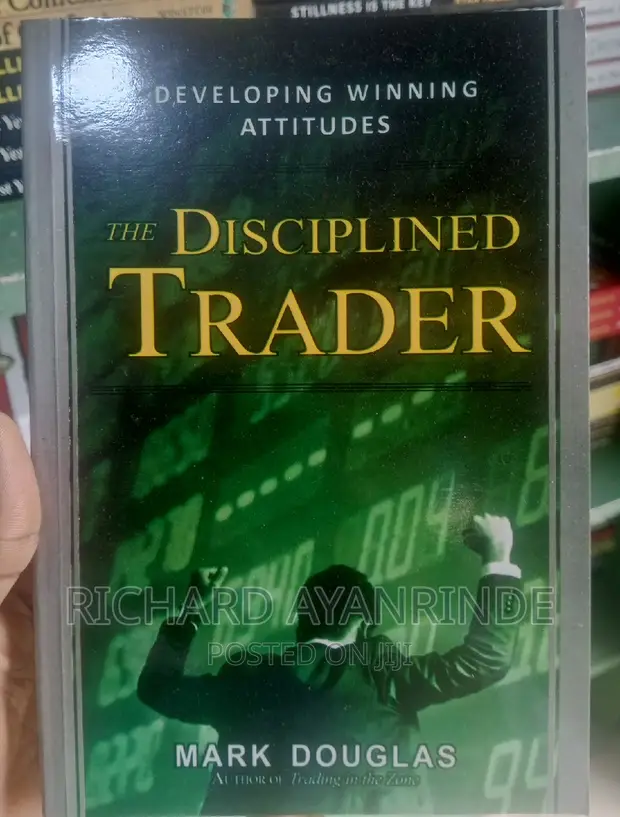 STILLNESS IS THE KEY
DEVELOPING WINNING
ATTITUDES
THE DISCIPLINED
TRADER
004
RICHARD AYANRINDE
POSTED ON JIJI
MARK DOUGLAS
AUTHOR OF Trading in the Zone